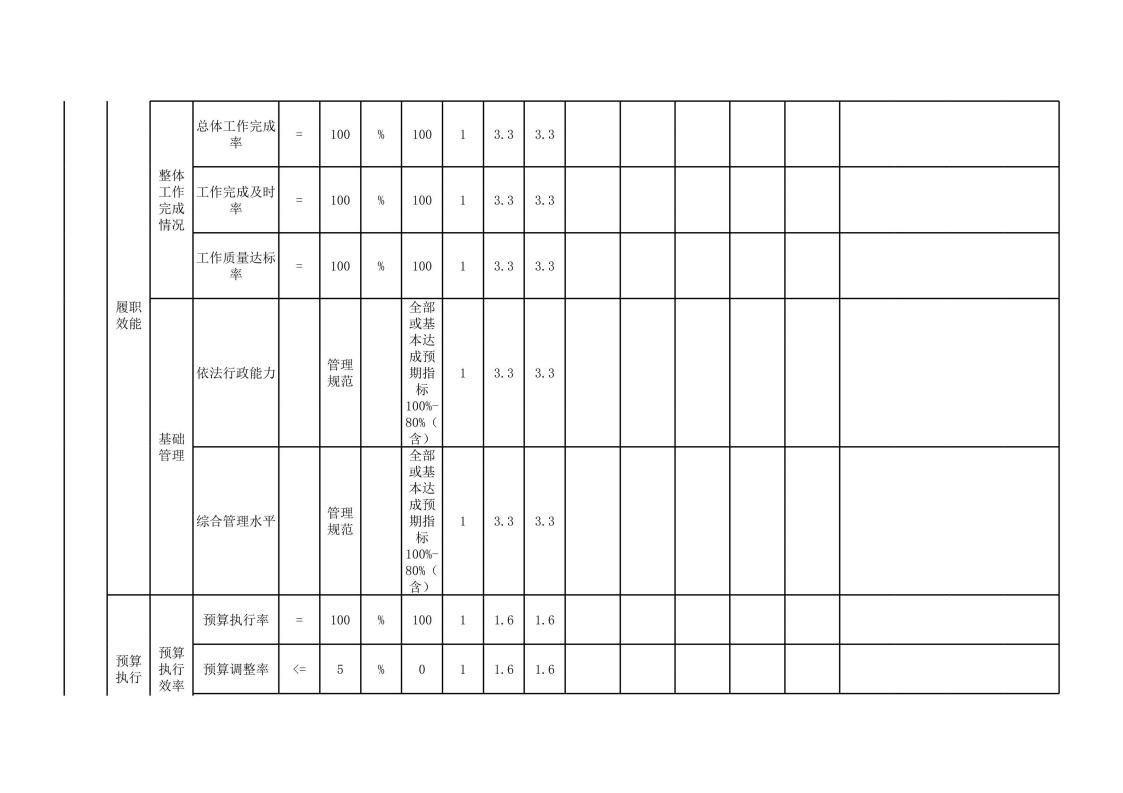 履职
效能
整体
工作
完成
情况
总体工作完成
率
= 100 % 100 1 3.3 3.3
工作完成及时
率
= 100 % 100 1 3.3 3.3
工作质量达标
率
= 100 % 100 1 3.3 3.3
基础
管理
依法行政能力
管理
规范
全部
或基
本达
成预
期指
标
100%-
80%（
含）
1 3.3 3.3
综合管理水平
管理
规范
全部
或基
本达
成预
期指
标
100%-
80%（
含）
1 3.3 3.3
预算
执行
预算
执行
效率
预算执行率 = 100 % 100 1 1.6 1.6
预算调整率 <= 5 % 0 1 1.6 1.6